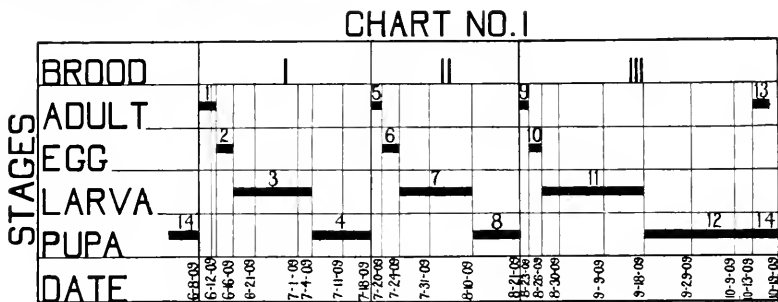 CHART NO.1
BROOD I II III
1 5 9 13
ADULT
2 6 10
EGG
3 7 11
LARVA
14 4 8 12 14
PUPA
STAGES
DATE 6-8-09 6-12-09 6-16-09 6-21-09 7-1-09 7-4-09 7-11-09 7-18-09 7-20-09 7-24-09 7-31-09 8-10-09 8-21-09 8-23-09 8-26-09 8-30-09 9-9-09 9-18-09 9-29-09 10-9-09 10-13-09